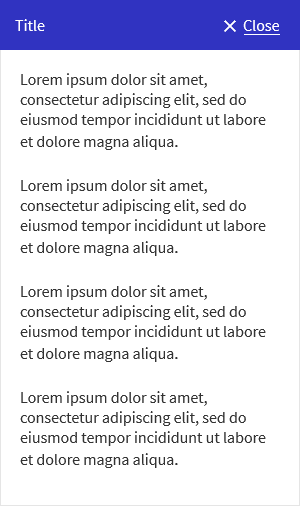 Title
Close
Lorem ipsum dolor sit amet,
consectetur adipiscing elit, sed do
eiusmod tempor incididunt ut labore
et dolore magna aliqua.
Lorem ipsum dolor sit amet,
consectetur adipiscing elit, sed do
eiusmod tempor incididunt ut labore
et dolore magna aliqua.
Lorem ipsum dolor sit amet,
consectetur adipiscing elit, sed do
eiusmod tempor incididunt ut labore
et dolore magna aliqua.
Lorem ipsum dolor sit amet,
consectetur adipiscing elit, sed do
eiusmod tempor incididunt ut labore
et dolore magna aliqua.